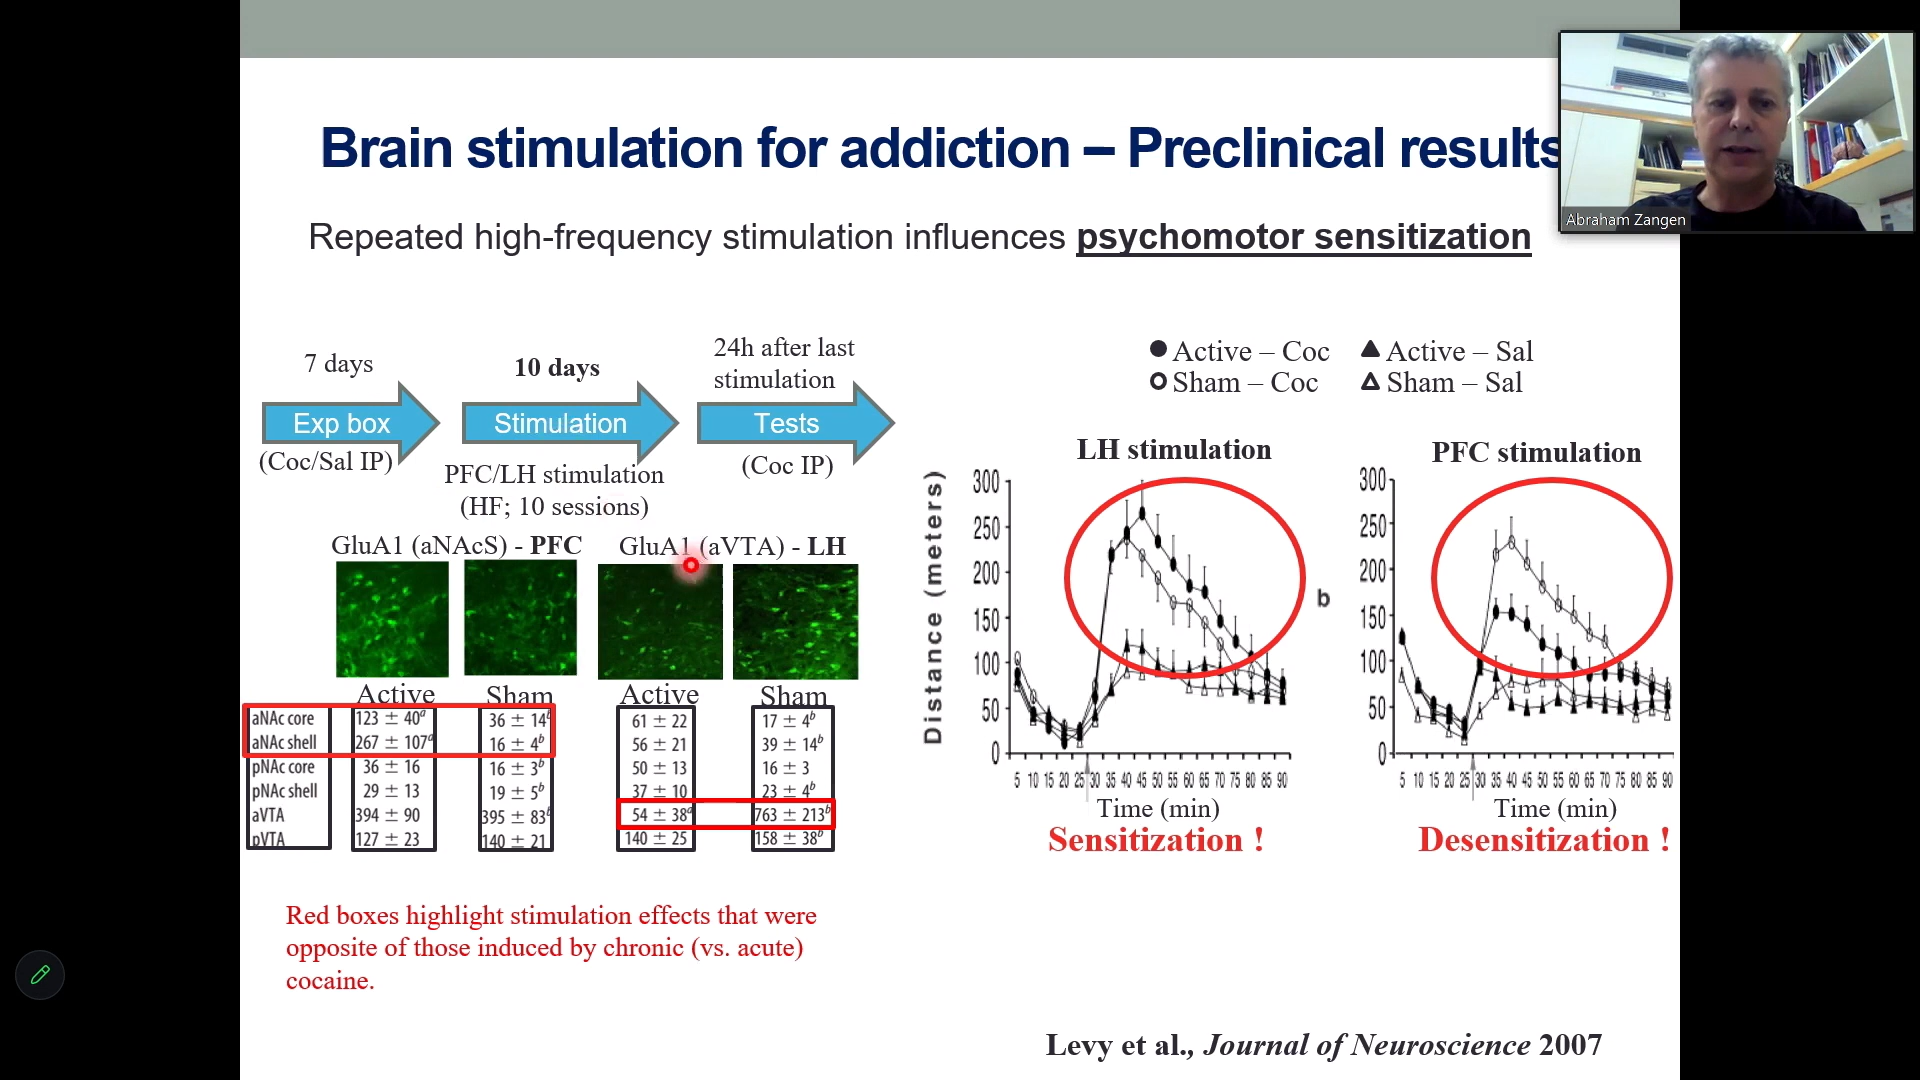 Brain stimulation for addiction – Preclinical results
Abraham Zangen
Repeated high-frequency stimulation influences psychomotor sensitization
7 days
10 days
24h after last
stimulation
Exp box
Stimulation
Tests
(Coc/Sal IP)
PFC/LH stimulation
(HF; 10 sessions)
(Coc IP)
Active – Coc
Active – Sal
Sham – Coc
Sham – Sal
GluA1 (aNAcS) - PFC
GluA1 (aVTA) - LH
Active
Sham
Active
Sham
aNAc core 123 ± 40a 36 ± 14b 61 ± 22 17 ± 4b
aNAc shell 267 ± 107a 16 ± 4b 56 ± 21 39 ± 14b
pNAc core 36 ± 16 16 ± 3b 50 ± 13 16 ± 3
pNAc shell 29 ± 13 19 ± 5b 37 ± 10 23 ± 4b
aVTA 394 ± 90 395 ± 83b 54 ± 38a 763 ± 213b
pVTA 127 ± 23 140 ± 21 140 ± 25 158 ± 38b
LH stimulation
Distance (meters)
300
250
200
150
100
50
0
5 10 15 20 25 30 35 40 45 50 55 60 65 70 75 80 85 90
Time (min)
Sensitization !
b
PFC stimulation
300
250
200
150
100
50
0
5 10 15 20 25 30 35 40 45 50 55 60 65 70 75 80 85 90
Time (min)
Desensitization !
Red boxes highlight stimulation effects that were
opposite of those induced by chronic (vs. acute)
cocaine.
Levy et al., Journal of Neuroscience 2007